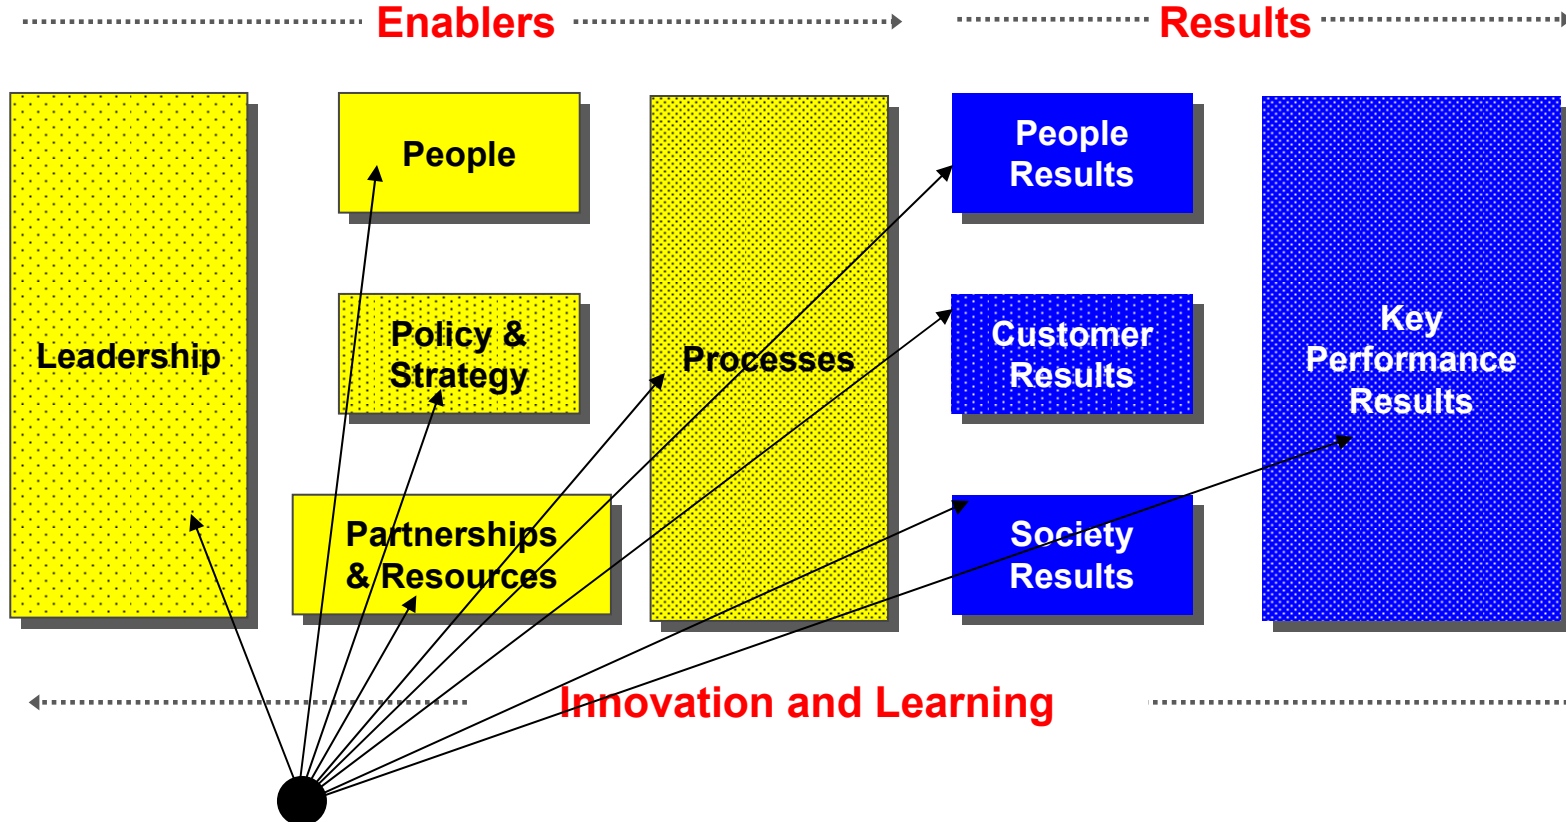 Enablers
Results
People
People
Results
Leadership
Policy &
Strategy
Processes
Customer
Results
Key
Performance
Results
Partnerships
& Resources
Society
Results
Innovation and Learning